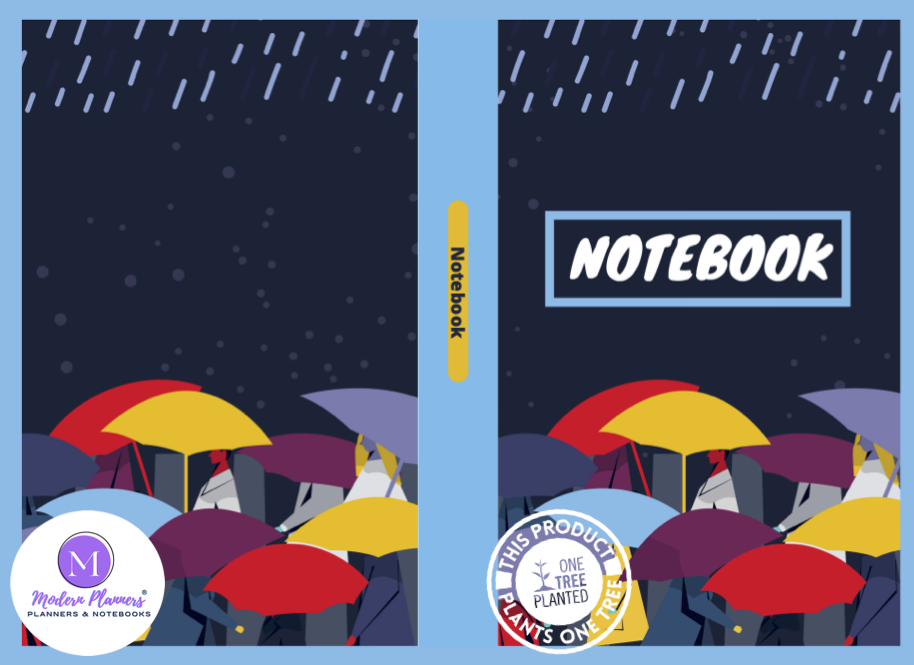 M
Modern Planners®
PLANNERS & NOTEBOOKS
Notebook
NOTEBOOK
THIS PRODUCT
ONE
TREE
PLANTED
PLANTS ONE TREE